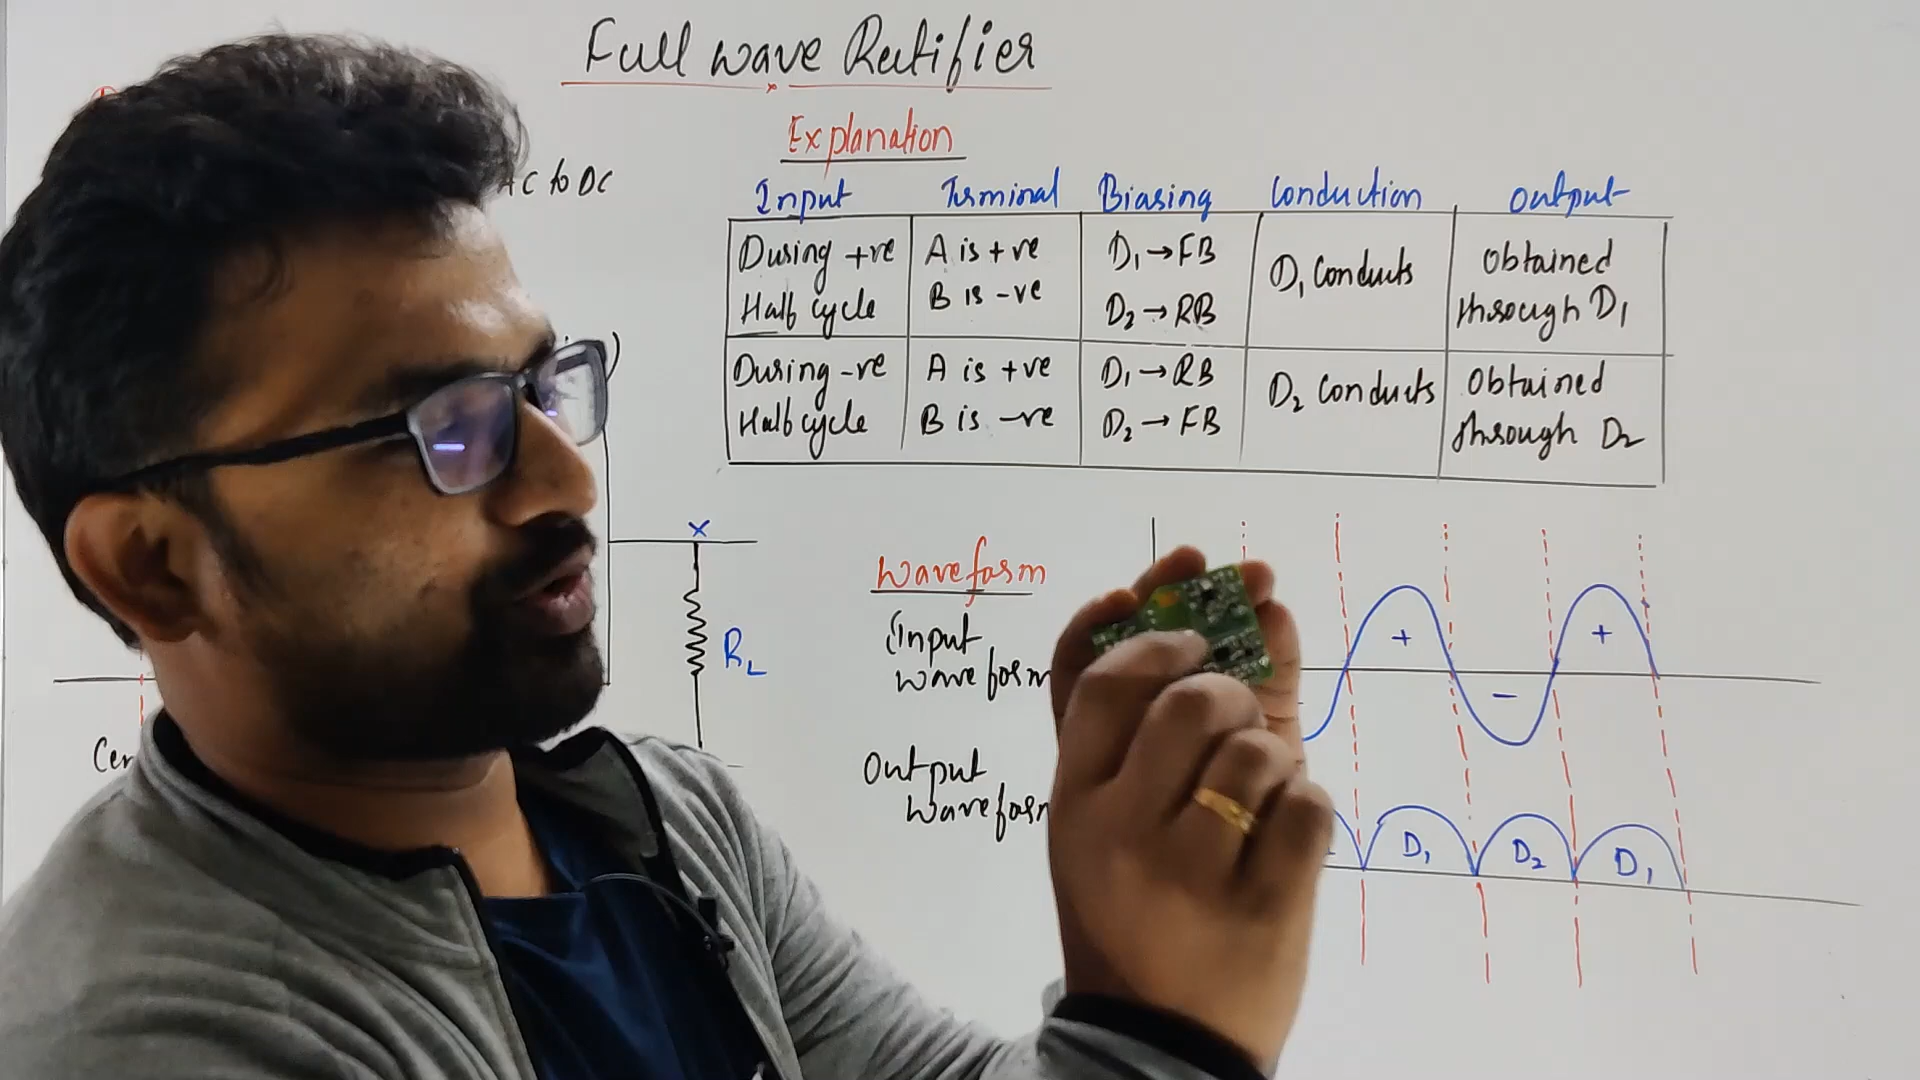 Full wave Rectifier
Explanation
AC to DC
Input Terminal Biasing Conduction Output
During +ve
Half cycle
A is +ve
B is -ve
D₁→FB
D₂→RB
D₁ Conducts
Obtained
through D₁
During -ve
Half cycle
A is +ve
B is -ve
D₁→RB
D₂→FB
D₂ Conducts
Obtained
through D₂
x
RL
Cen
Waveform
Input
waveform
Output
waveform
+
-
+
D₁ D₂ D₁